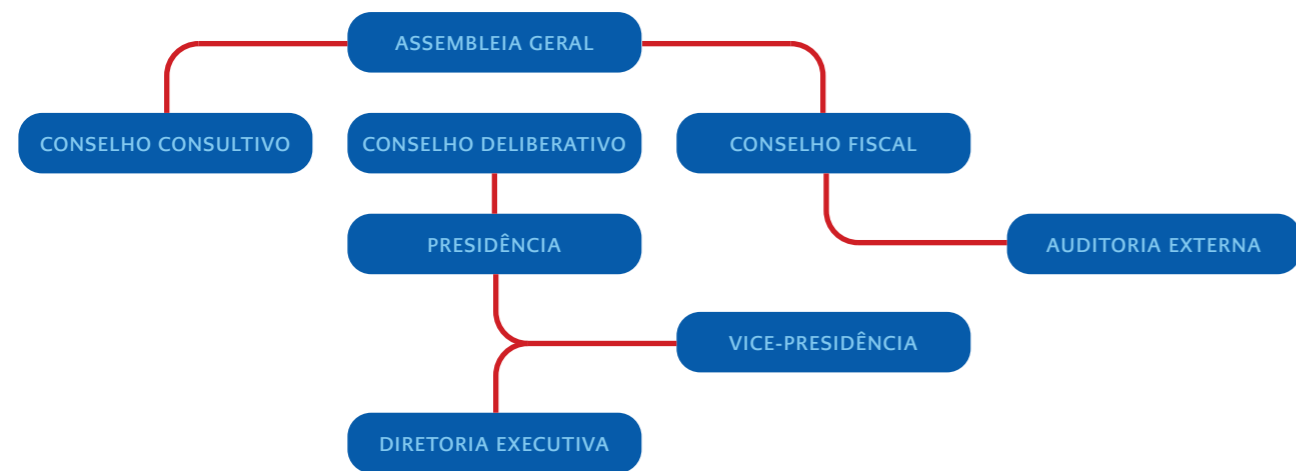 ASSEMBLEIA GERAL
CONSELHO CONSULTIVO
CONSELHO DELIBERATIVO
CONSELHO FISCAL
PRESIDÊNCIA
AUDITORIA EXTERNA
VICE-PRESIDÊNCIA
DIRETORIA EXECUTIVA